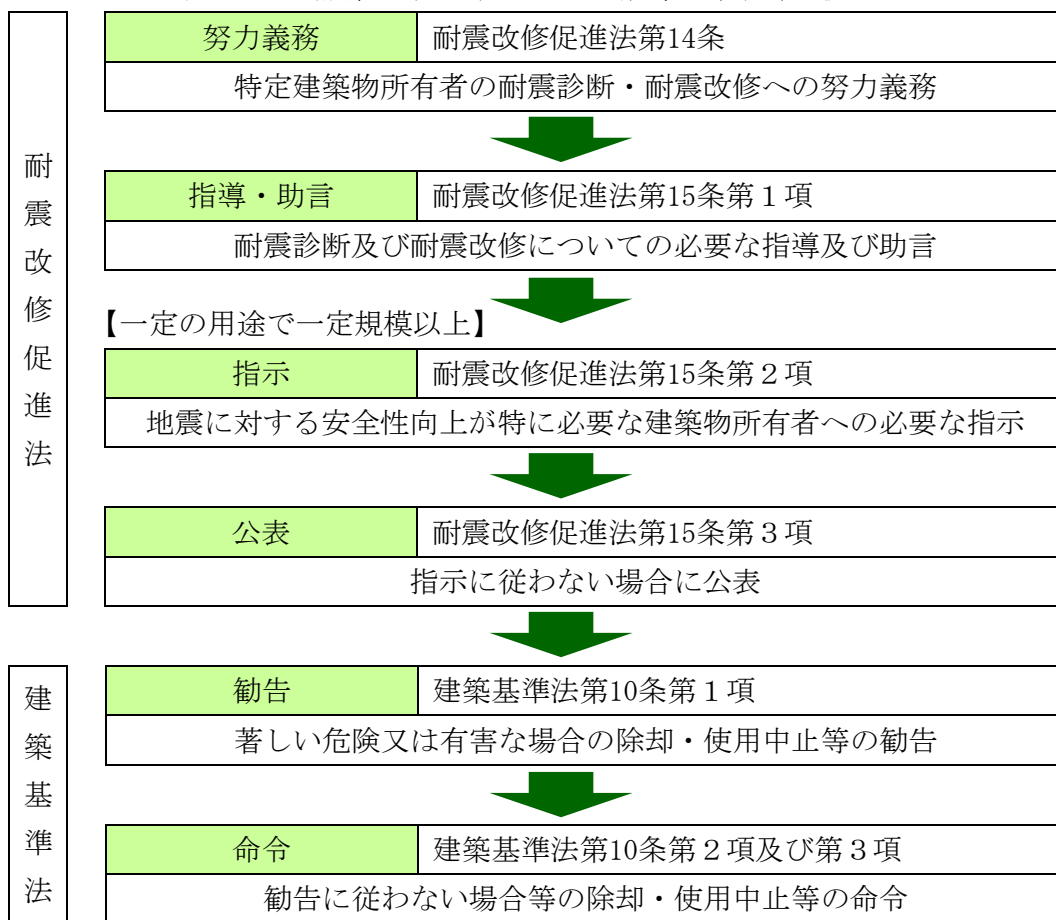 耐震改修促進法
努力義務 耐震改修促進法第14条
特定建築物所有者の耐震診断・耐震改修への努力義務
指導・助言 耐震改修促進法第15条第１項
耐震診断及び耐震改修についての必要な指導及び助言
【一定の用途で一定規模以上】
指示 耐震改修促進法第15条第２項
地震に対する安全性向上が特に必要な建築物所有者への必要な指示
公表 耐震改修促進法第15条第３項
指示に従わない場合に公表
建築基準法
勧告 建築基準法第10条第１項
著しい危険又は有害な場合の除却・使用中止等の勧告
命令 建築基準法第10条第２項及び第３項
勧告に従わない場合等の除却・使用中止等の命令